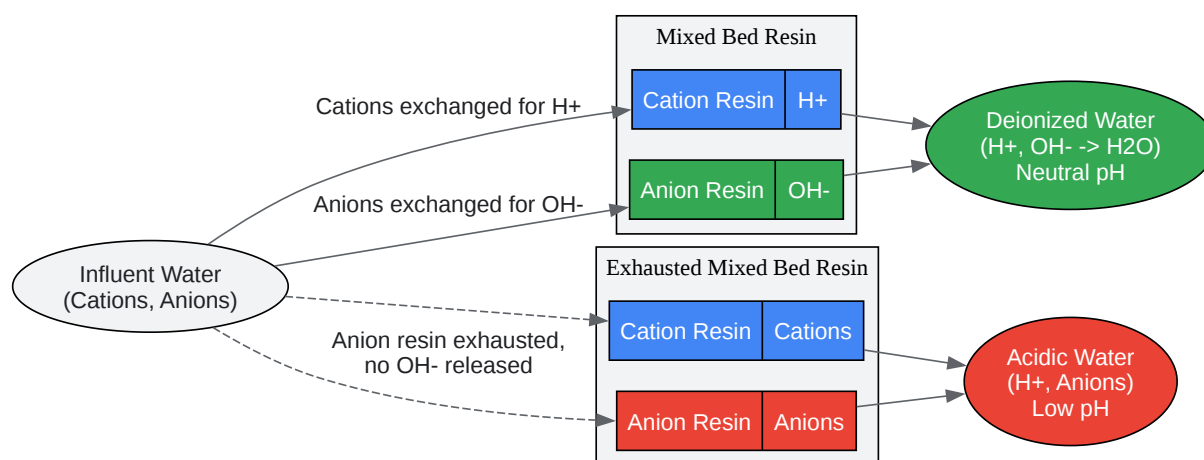 Mixed Bed Resin
Cations exchanged for H+
Cation Resin
H+
Anions exchanged for OH-
Anion Resin
OH-
Deionized Water
(H+, OH- -> H2O)
Neutral pH
Influent Water
(Cations, Anions)
Exhausted Mixed Bed Resin
Anion resin exhausted,
no OH- released
Cation Resin
Cations
Anion Resin
Anions
Acidic Water
(H+, Anions)
Low pH